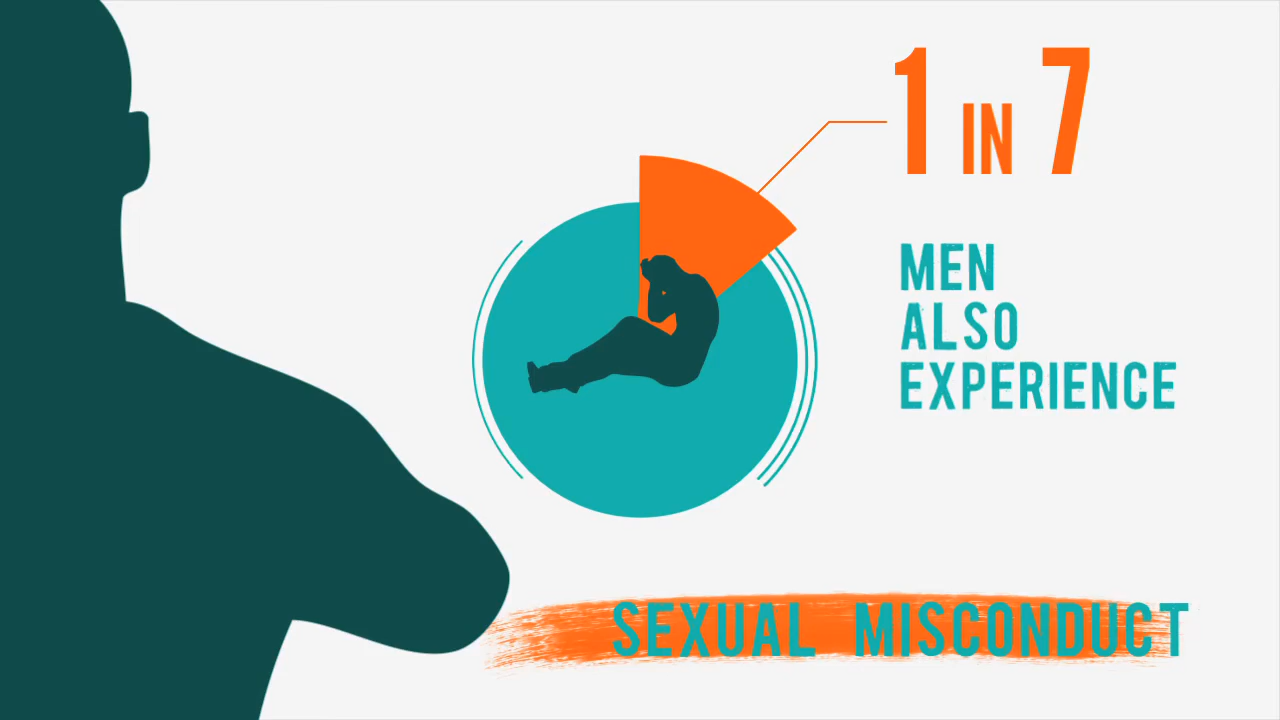 1 IN 7
MEN
ALSO
EXPERIENCE
SEXUAL MISCONDUCT